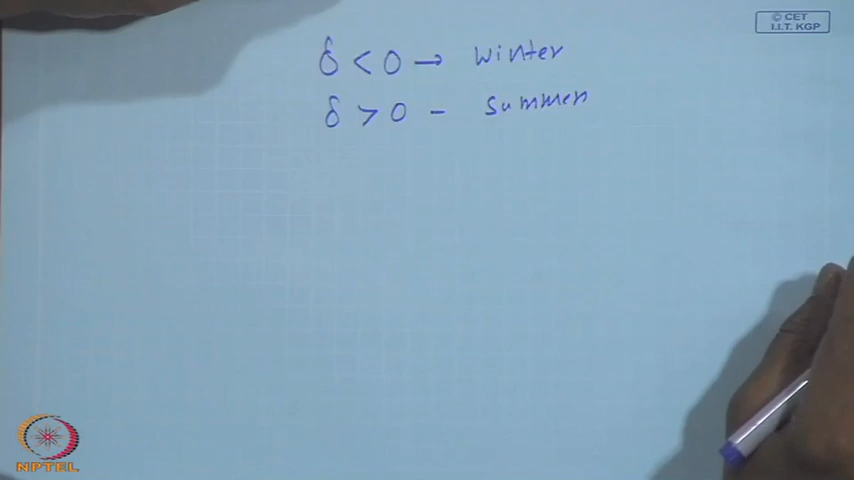 © CET
I.I.T. KGP
δ < 0 → Winter
δ > 0 - Summer
NPTEL